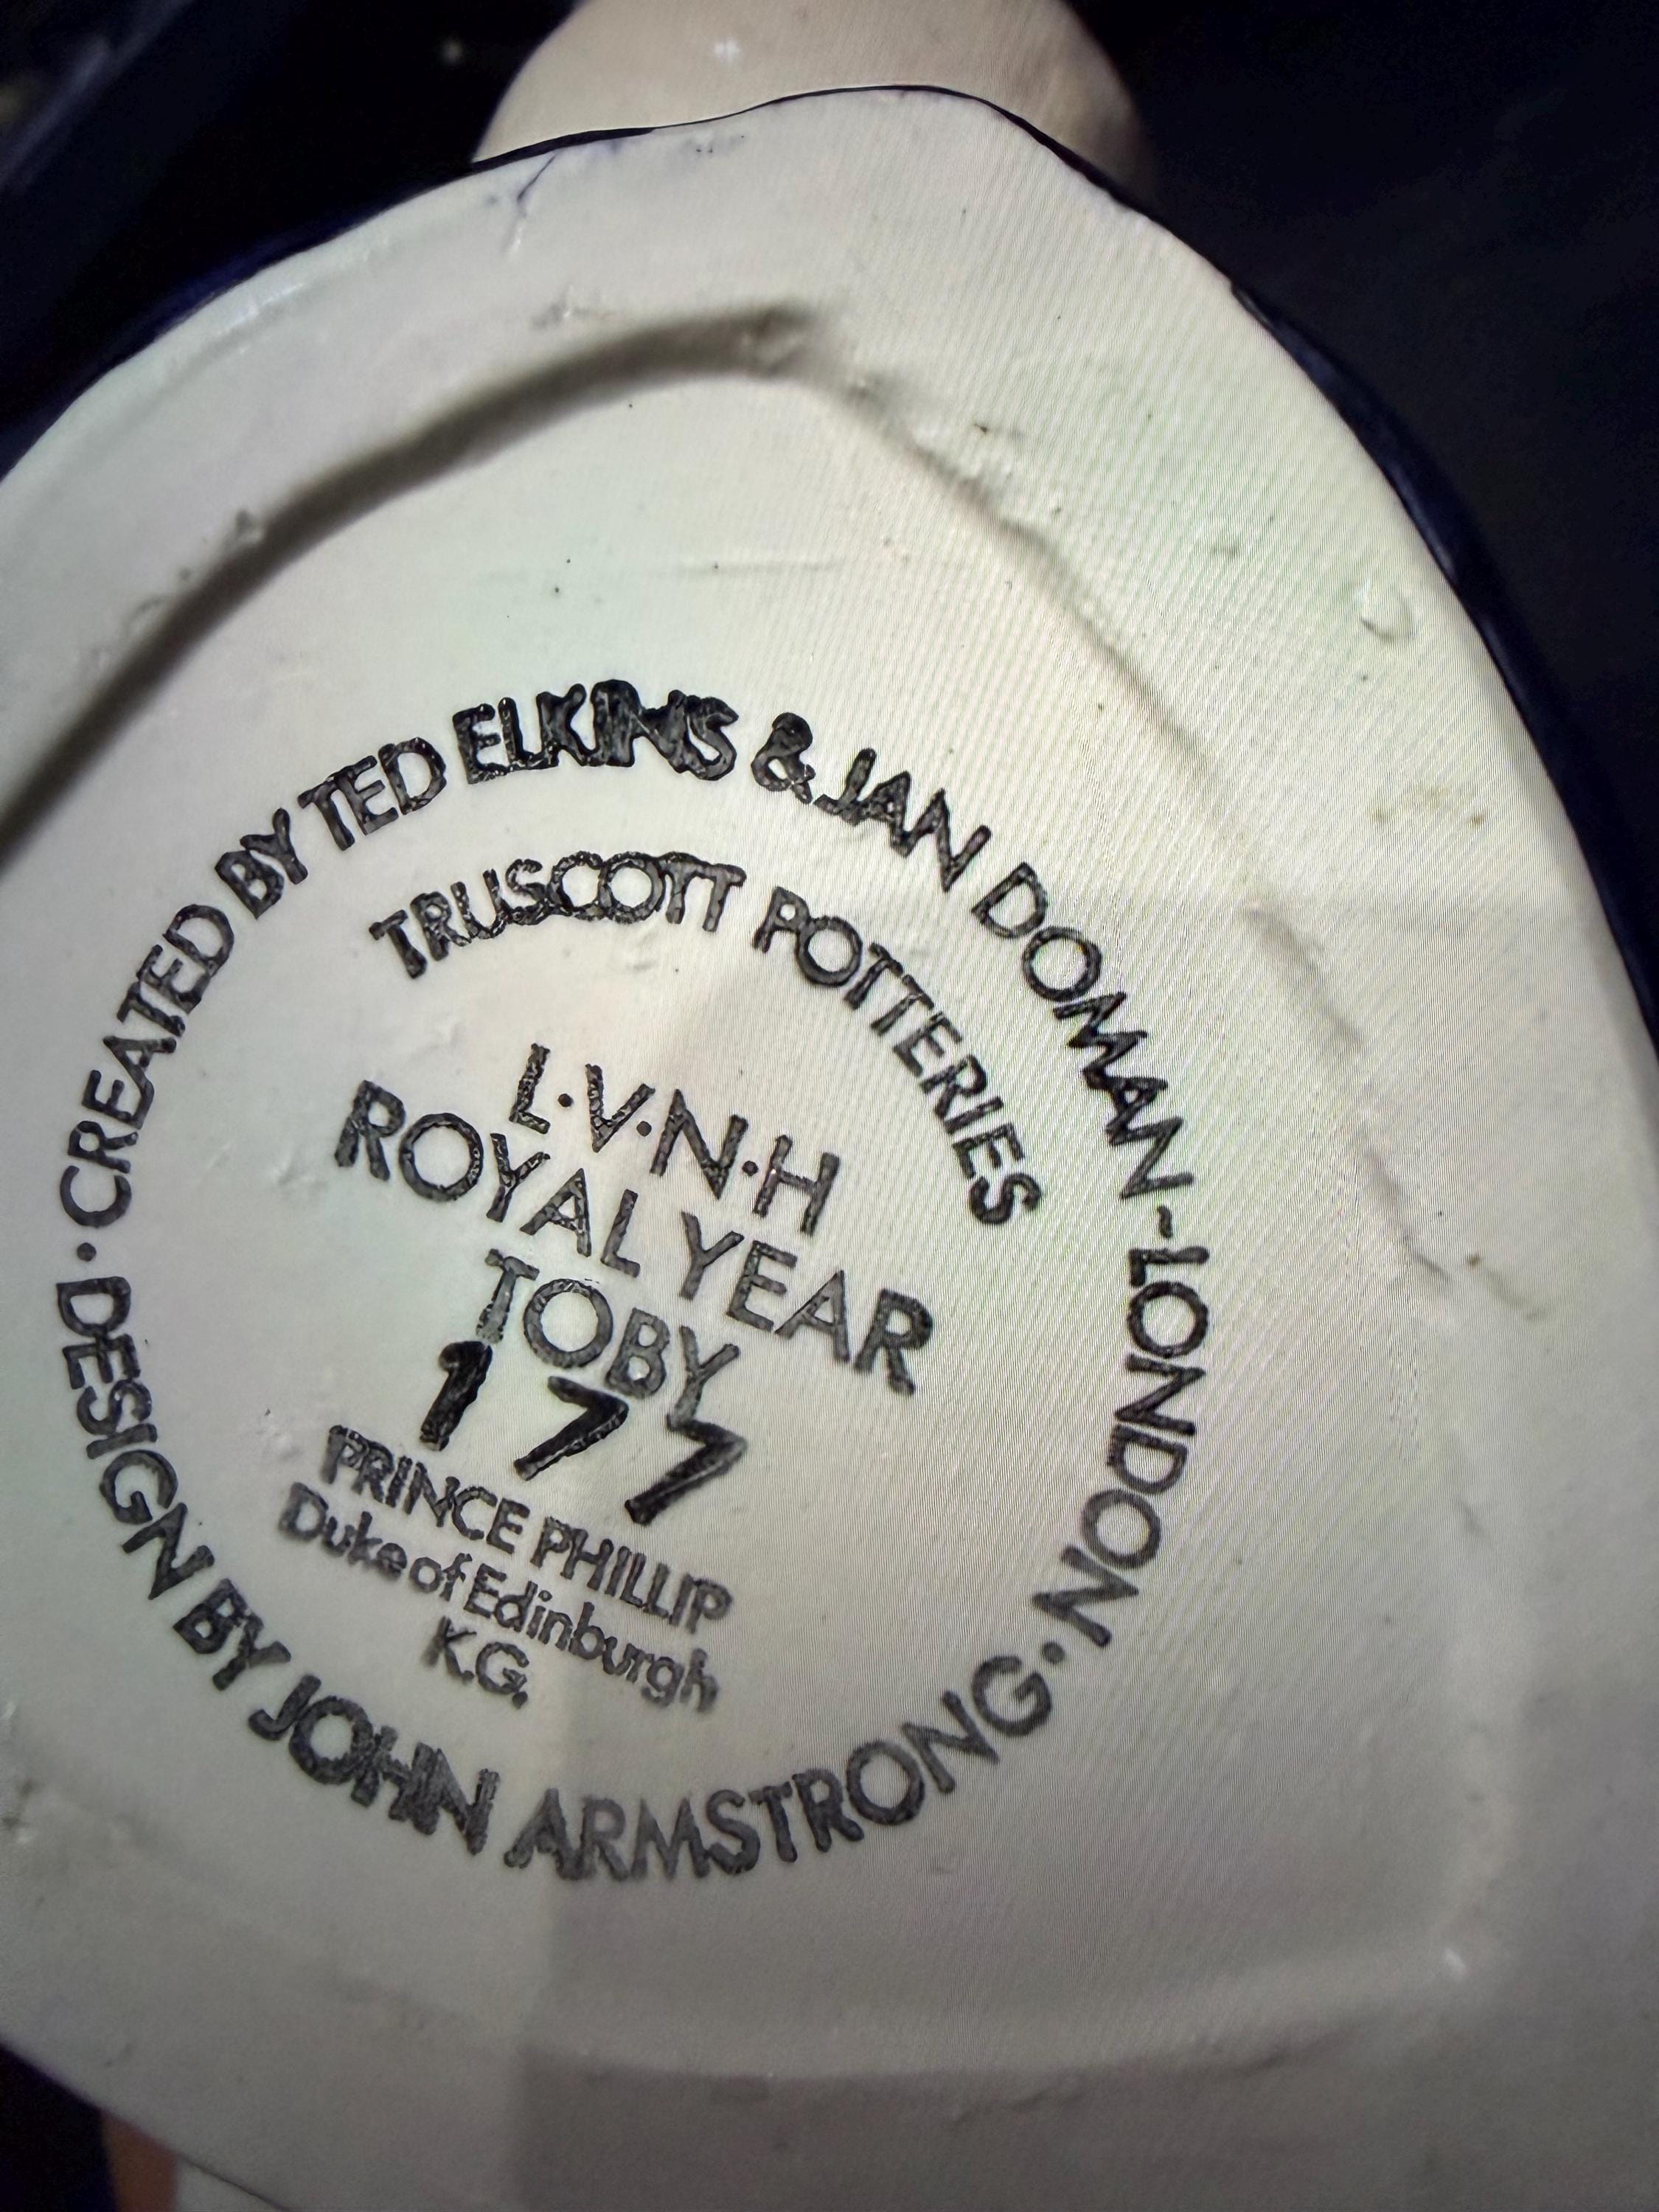 · CREATED BY TED ELKINS & JAN DOMAN - LONDON ·
TRUSCOTT POTTERIES
L·V·N·H
ROYAL YEAR
TOBY
177
PRINCE PHILLIP
Duke of Edinburgh
K.G.
D·DESIGN BY JOHN ARMSTRONG·N